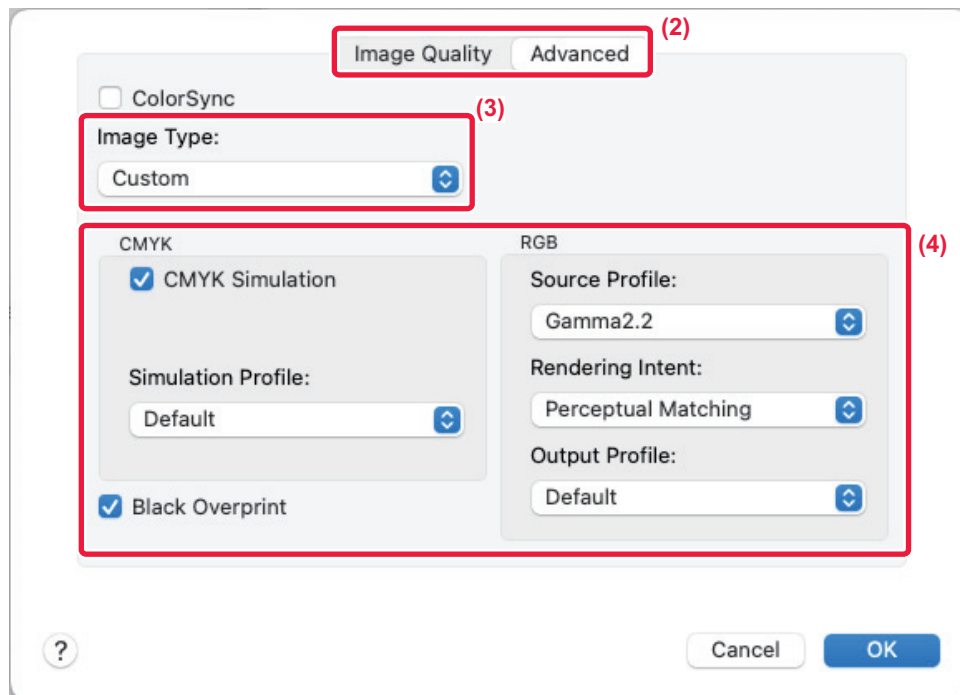 (2)
Image Quality Advanced
ColorSync
(3)
Image Type:
Custom
(4)
CMYK
CMYK Simulation
Simulation Profile:
Default
Black Overprint
RGB
Source Profile:
Gamma2.2
Rendering Intent:
Perceptual Matching
Output Profile:
Default
?
Cancel
OK